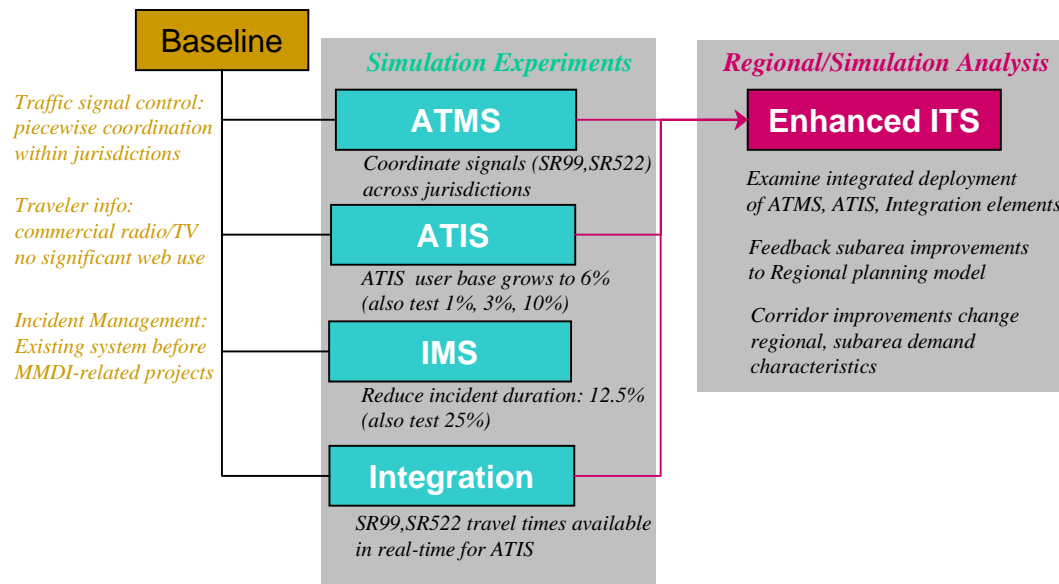 Baseline
Traffic signal control:
piecewise coordination
within jurisdictions
Traveler info:
commercial radio/TV
no significant web use
Incident Management:
Existing system before
MMDI-related projects
Simulation Experiments
ATMS
Coordinate signals (SR99,SR522)
across jurisdictions
ATIS
ATIS user base grows to 6%
(also test 1%, 3%, 10%)
IMS
Reduce incident duration: 12.5%
(also test 25%)
Integration
SR99,SR522 travel times available
in real-time for ATIS
Regional/Simulation Analysis
Enhanced ITS
Examine integrated deployment
of ATMS, ATIS, Integration elements
Feedback subarea improvements
to Regional planning model
Corridor improvements change
regional, subarea demand
characteristics